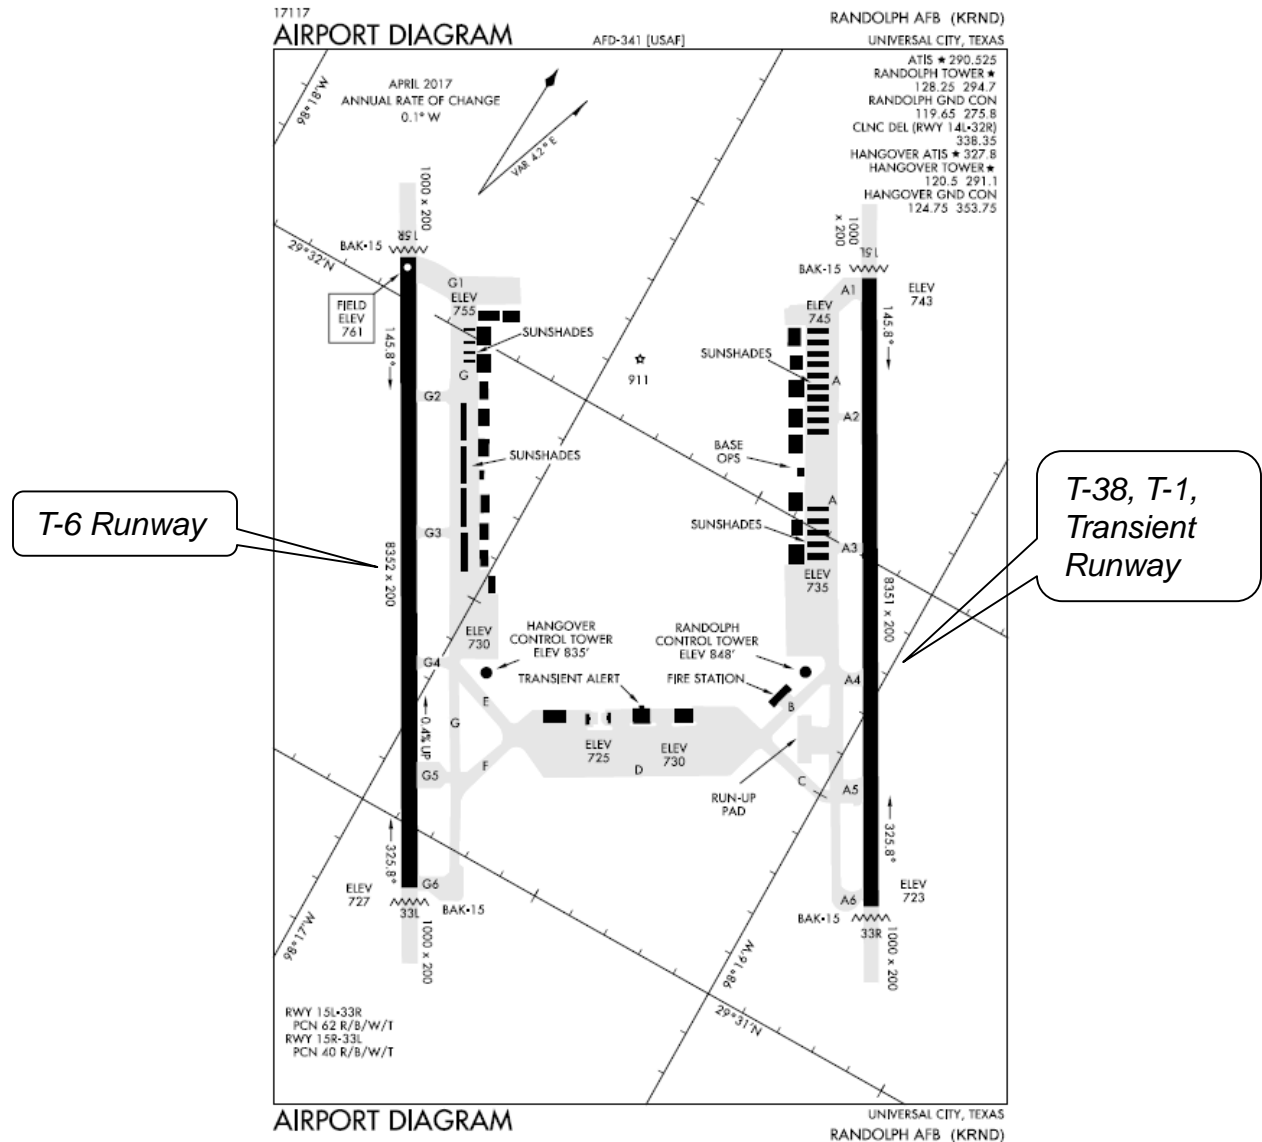 17117
AIRPORT DIAGRAM
AFD-341 [USAF]
RANDOLPH AFB (KRND)
UNIVERSAL CITY, TEXAS
ATIS ★ 290.525
RANDOLPH TOWER ★
128.25 294.7
RANDOLPH GND CON
119.65 275.8
CLNC DEL (RWY 14L•32R)
338.35
HANGOVER ATIS ★ 327.8
HANGOVER TOWER ★
120.5 291.1
HANGOVER GND CON
124.75 353.75
APRIL 2017
ANNUAL RATE OF CHANGE
0.1° W
VAR 4.2° E
98°18'W
29°32'N
1000 x 200
15R
BAK•15
G1
ELEV
755
FIELD
ELEV
761
145.8°
SUNSHADES
G
G2
SUNSHADES
G3
T-6 Runway
8352 x 200
ELEV
730
G4
HANGOVER
CONTROL TOWER
ELEV 835'
E
G
0.4% UP
F
G5
325.8°
G6
ELEV
727
33L
BAK•15
1000 x 200
98°17'W
911
1000
x 200
15L
BAK•15
A1
ELEV
743
ELEV
745
145.8°
SUNSHADES
A
A2
BASE
OPS
A
SUNSHADES
A3
ELEV
735
8351 x 200
T-38, T-1,
Transient
Runway
RANDOLPH
CONTROL TOWER
ELEV 848'
TRANSIENT ALERT
FIRE STATION
A4
B
ELEV
725
ELEV
730
D
C
A5
RUN-UP
PAD
325.8°
A6
ELEV
723
BAK•15
33R
1000 x 200
98°16'W
29°31'N
RWY 15L•33R
PCN 62 R/B/W/T
RWY 15R-33L
PCN 40 R/B/W/T
AIRPORT DIAGRAM
UNIVERSAL CITY, TEXAS
RANDOLPH AFB (KRND)